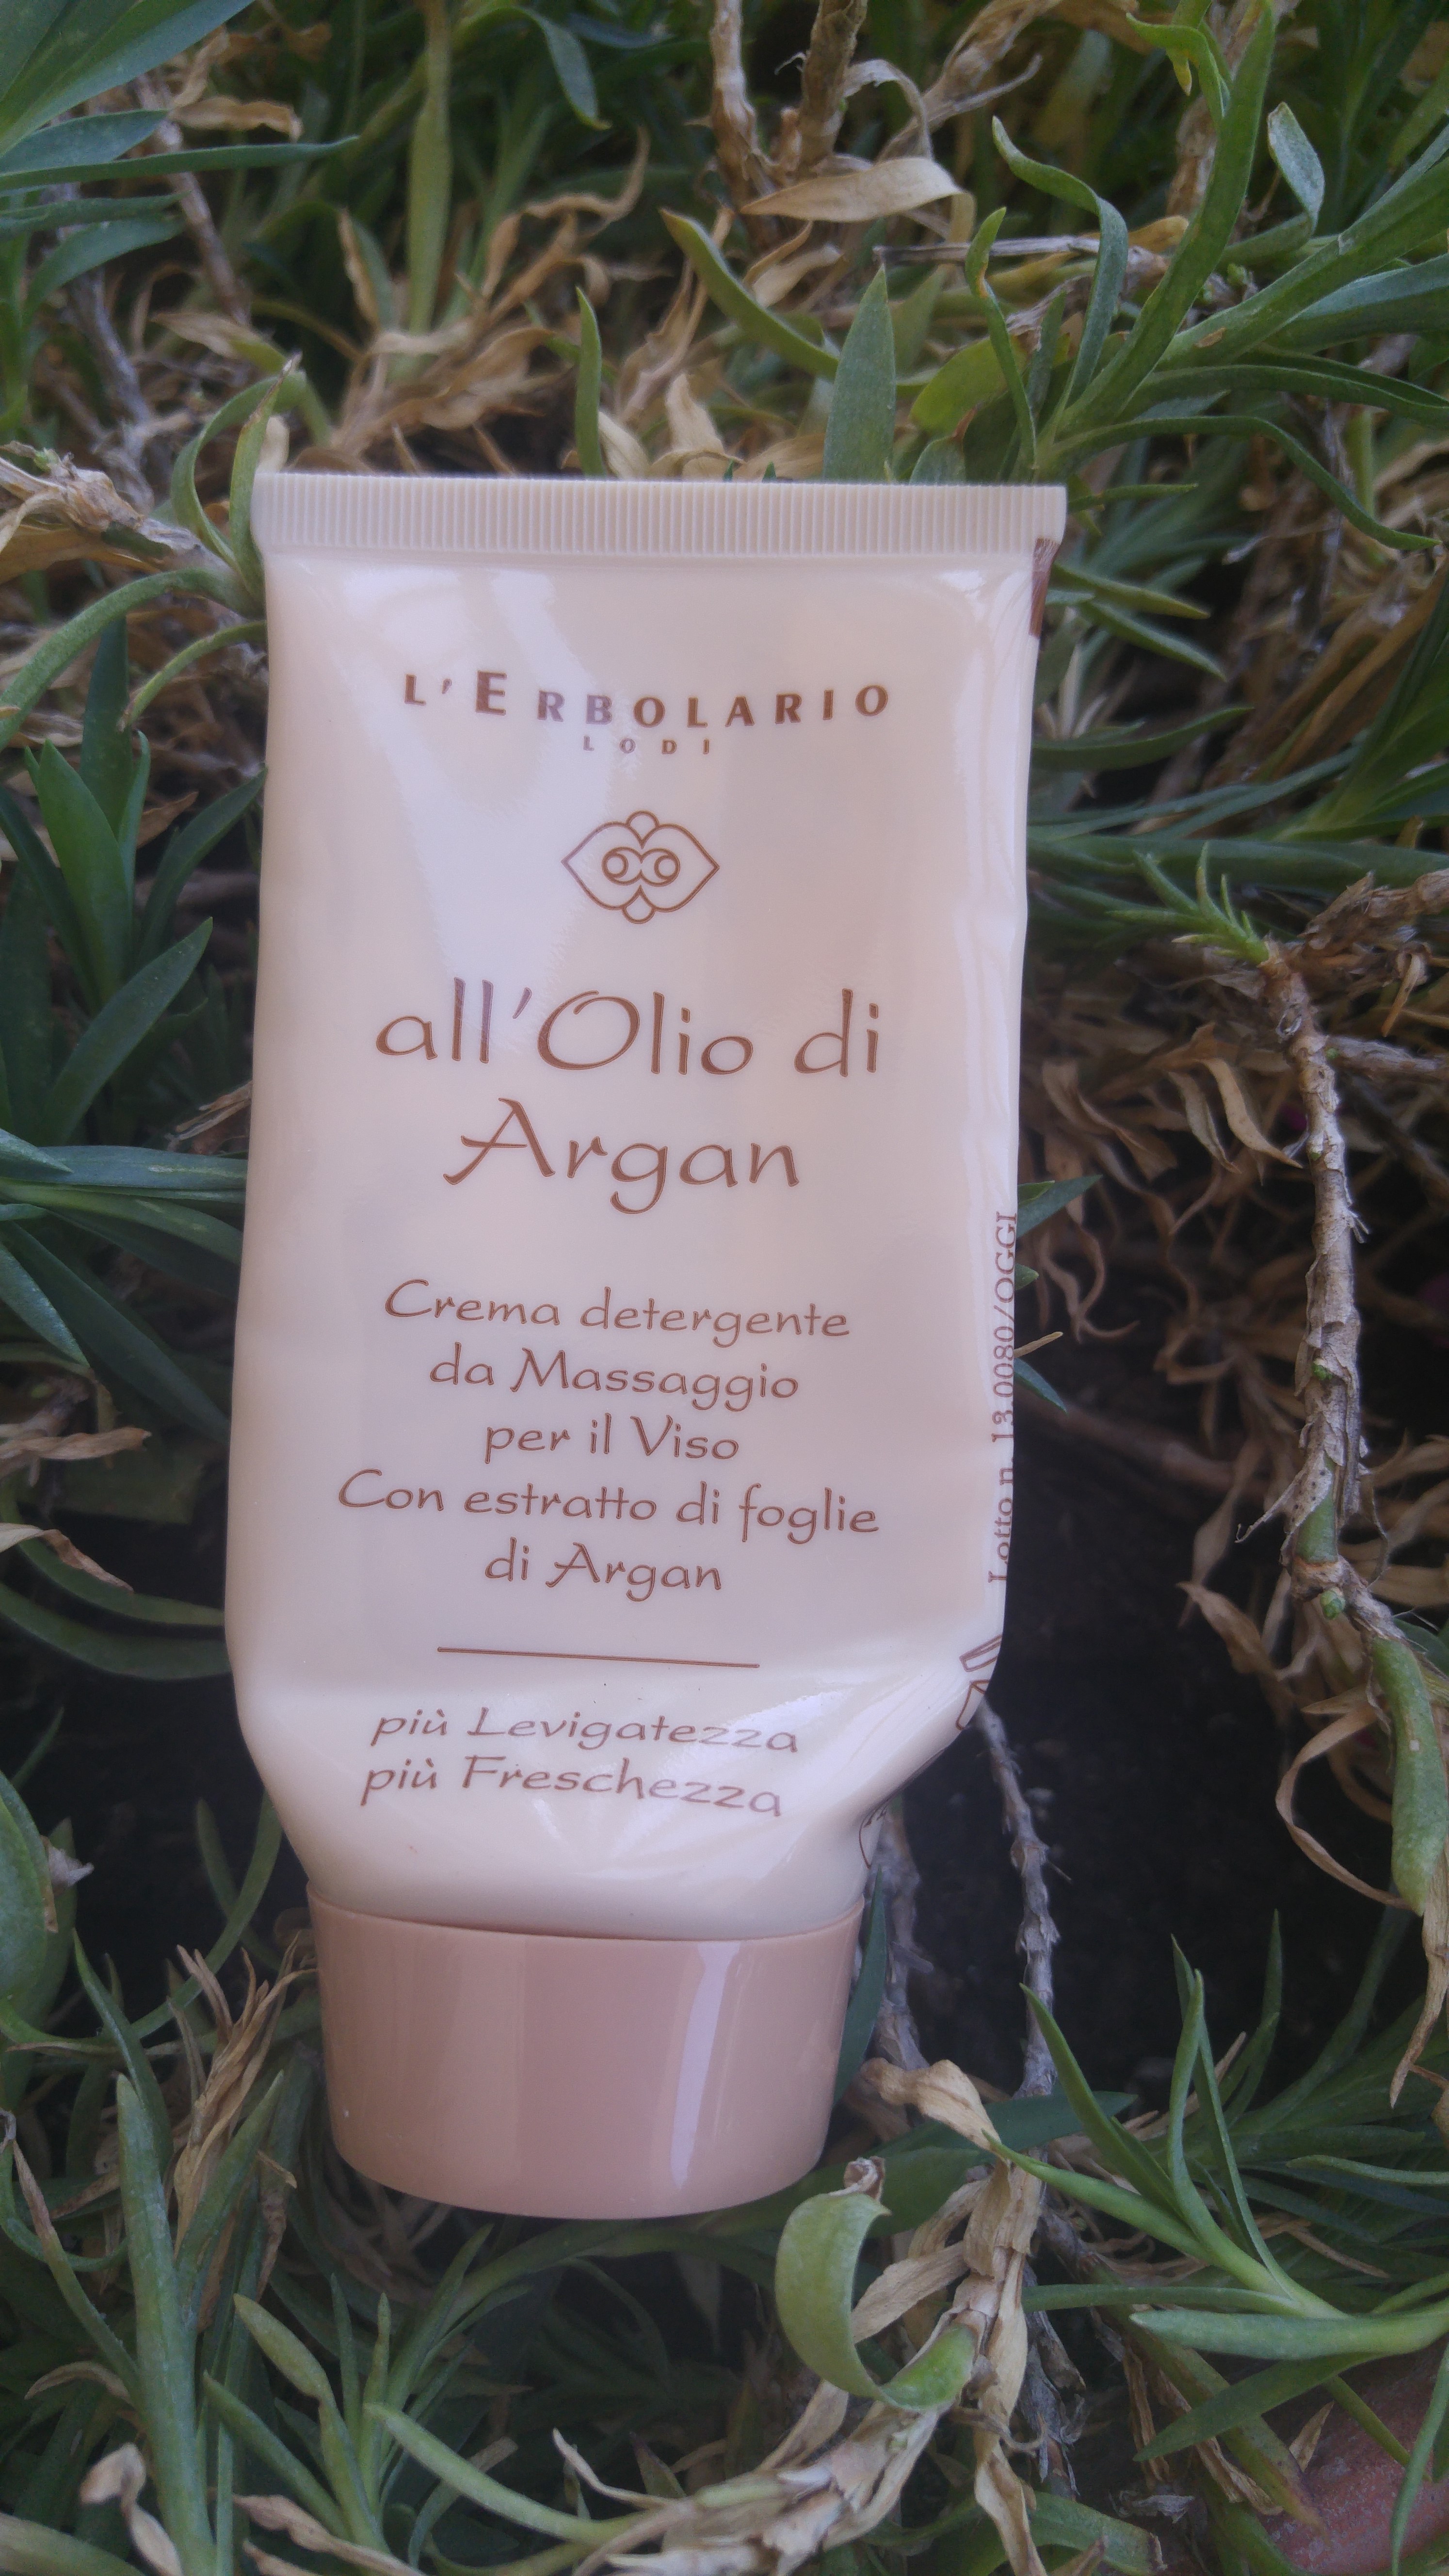 L'ERBOLARIO
LODI
all'Olio di
Argan
Crema detergente
da Massaggio
per il Viso
Con estratto di foglie
di Argan
più Levigatezza
più Freschezza
Lotto n. 13.0080/OGGI